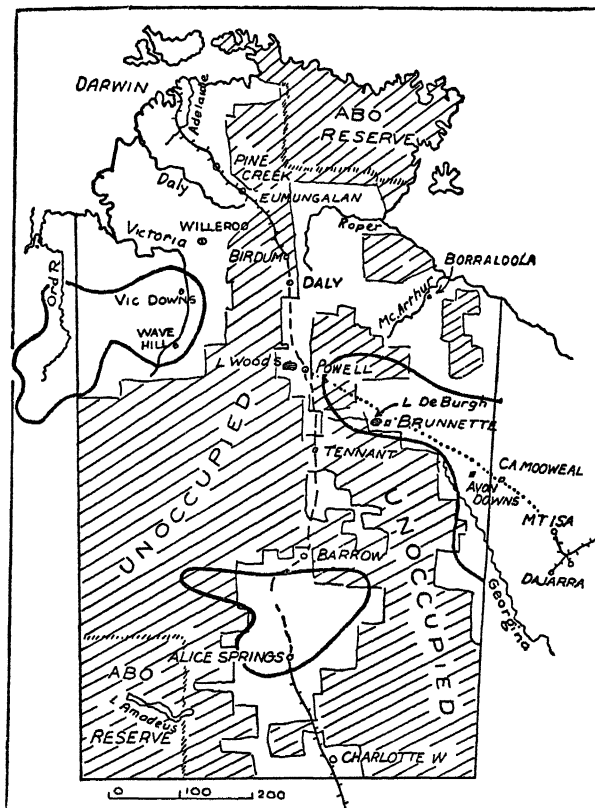 DARWIN
Adelaide
ABO
RESERVE
PINE
CREEK
Daly
EUMUNGALAN
WILLEROO
Victoria
Roper
BIRDUM
BORRALOOLA
Ord R.
DALY
McArthur
VIC DOWNS
WAVE
HILL
L WOODS
POWELL
L DeBURGH
BRUNNETTE
UNOCCUPIED
TENNANT
CAMOOWEAL
AVON
DOWNS
UNOCCUPIED
MT ISA
BARROW
DAJARRA
Georgina
ALICE SPRINGS
ABO
L Amadeus
RESERVE
CHARLOTTE W
0 100 200